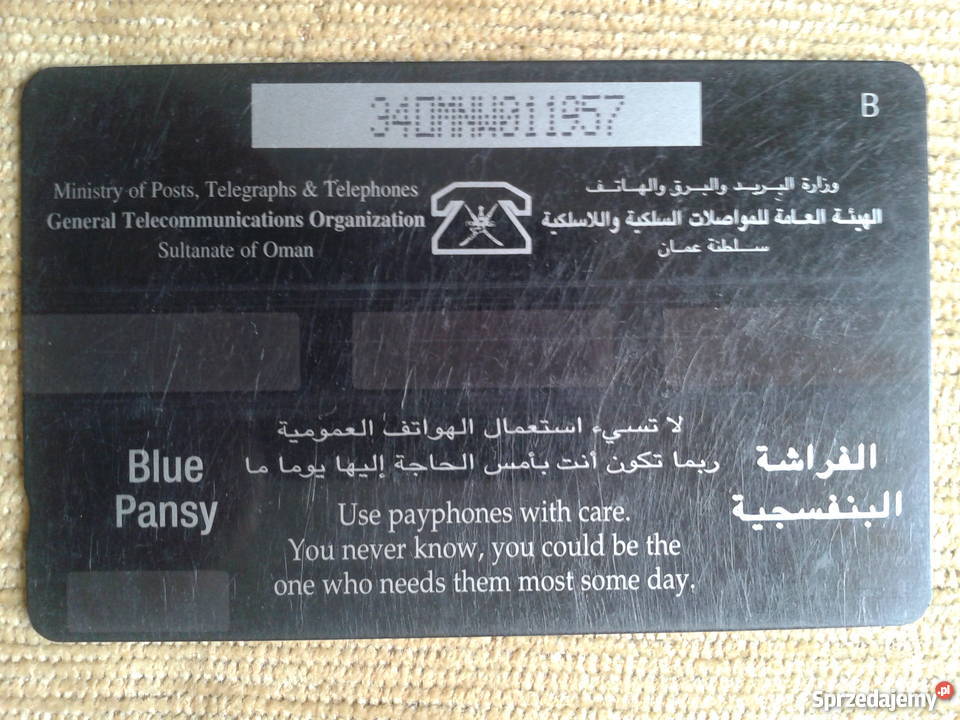 34OMNW011957
B
Ministry of Posts, Telegraphs & Telephones
General Telecommunications Organization
Sultanate of Oman
وزارة البريد والبرق والهاتف
الهيئة العامة للمواصلات السلكية واللاسلكية
سلطنة عمان
لا تسيء استعمال الهواتف العمومية
ربما تكون أنت بأمس الحاجة إليها يوما ما
Blue
Pansy
الفراشة
البنفسجية
Use payphones with care.
You never know, you could be the
one who needs them most some day.
Sprzedajemy.pl